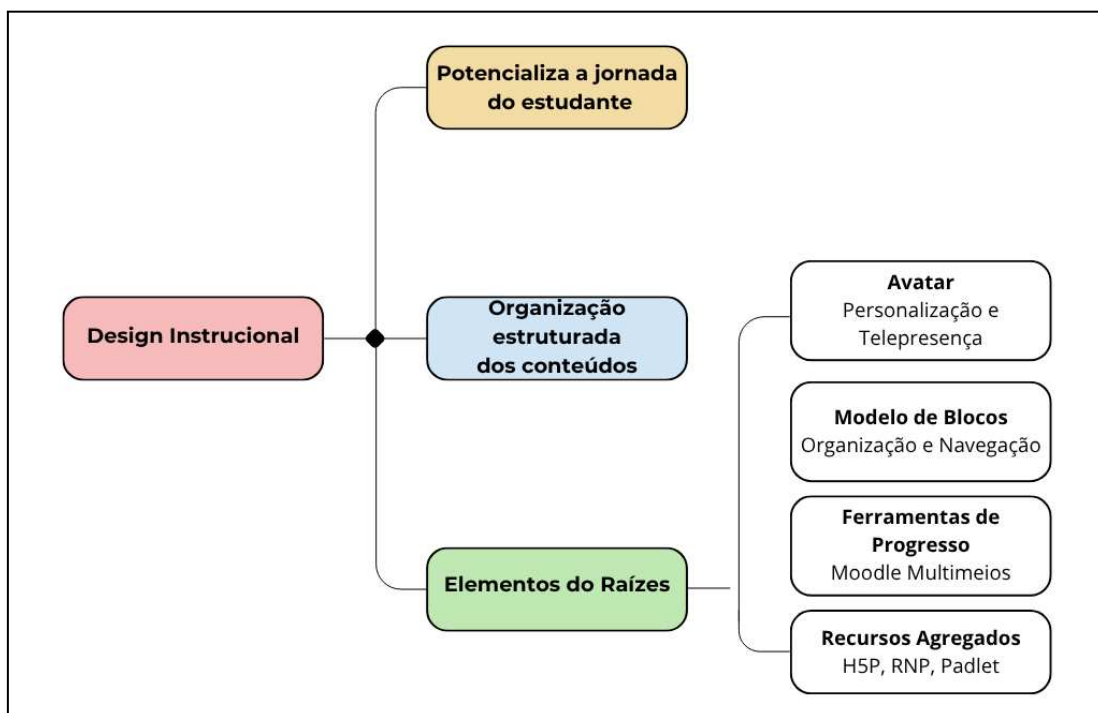 Potencializa a jornada
do estudante
Design Instrucional
Organização
estruturada
dos conteúdos
Elementos do Raízes
Avatar
Personalização e
Telepresença
Modelo de Blocos
Organização e Navegação
Ferramentas de
Progresso
Moodle Multimeios
Recursos Agregados
H5P, RNP, Padlet